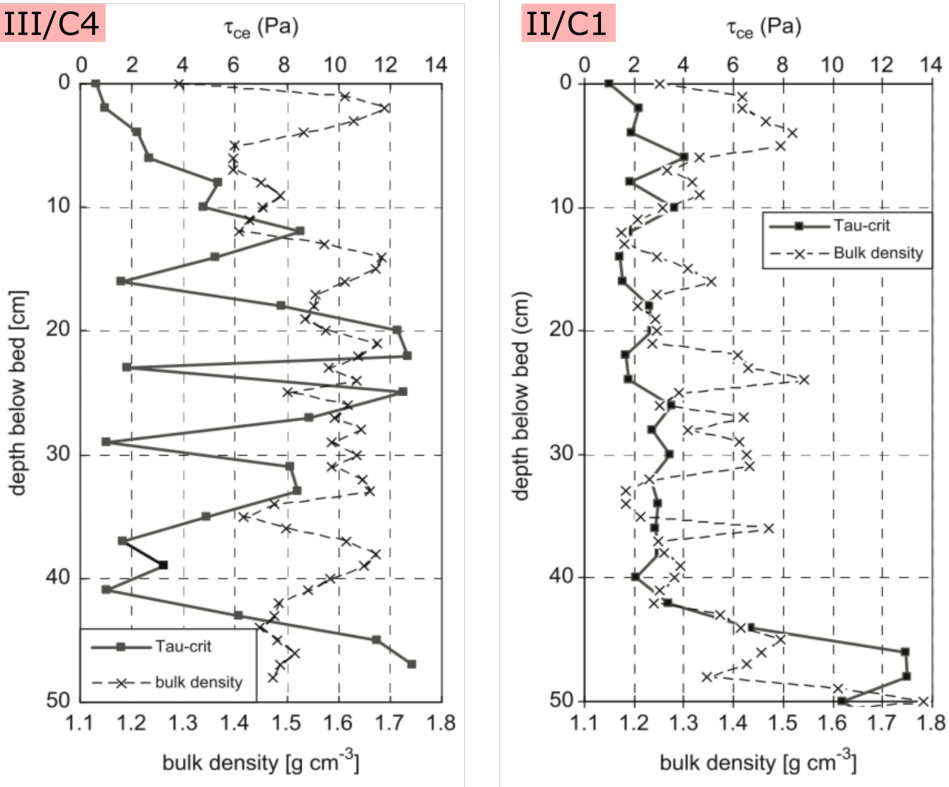 III/C4
τce (Pa)
0 2 4 6 8 10 12 14
0
10
20
30
40
50
depth below bed [cm]
Tau-crit
bulk density
1.1 1.2 1.3 1.4 1.5 1.6 1.7 1.8
bulk density [g cm-3]
II/C1
τce (Pa)
0 2 4 6 8 10 12 14
0
10
20
30
40
50
depth below bed (cm)
Tau-crit
Bulk density
1.1 1.2 1.3 1.4 1.5 1.6 1.7 1.8
bulk density [g cm-3]